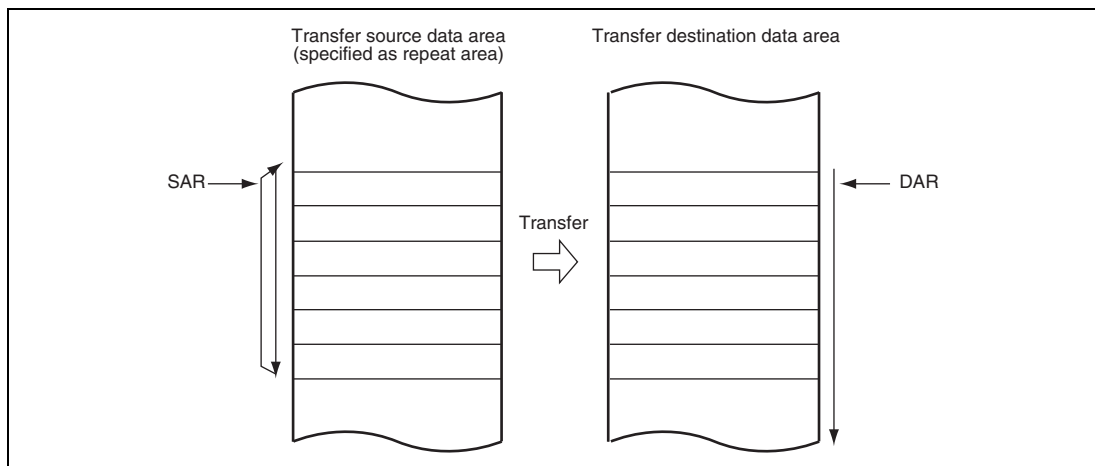 Transfer source data area
(specified as repeat area)
Transfer destination data area
SAR
Transfer
DAR